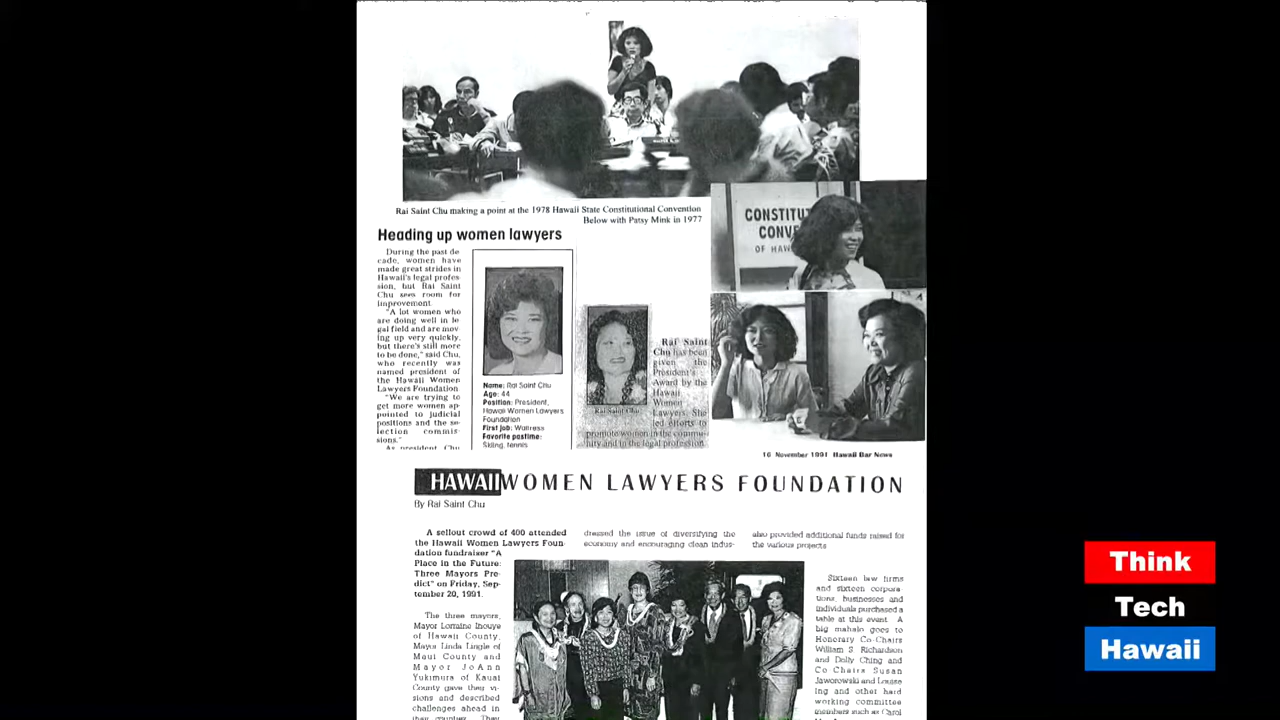 Rai Saint Chu making a point at the 1978 Hawaii State Constitutional Convention
Below with Patsy Mink in 1977
CONSTITU
CONV
OF HAW
Heading up women lawyers
During the past de-
cade, women have
made great strides in
Hawaii's legal profes-
sion, but Rai Saint
Chu sees room for
improvement.
"A lot women who
are doing well in le-
gal field and are mov-
ing up very quickly,
but there's still more
to be done," said Chu,
who recently was
named president of
the Hawaii Women
Lawyers Foundation.
"We are trying to
get more women ap-
pointed to judicial
positions and the se-
lection commis-
sions."
As president Chu
Name: Rai Saint Chu
Age: 44
Position: President,
Hawaii Women Lawyers
Foundation
First job: Waitress
Favorite pastime:
Skiing, tennis
Rai Saint Chu
Rai Saint
Chu has been
given the
President's
Award by the
Hawaii
Women
Lawyers. She
led efforts to
promote women in the commu-
nity and in the legal profession.
16 November 1991 Hawaii Bar News
HAWAII WOMEN LAWYERS FOUNDATION
By Rai Saint Chu
A sellout crowd of 400 attended
the Hawaii Women Lawyers Foun-
dation fundraiser "A
Place in the Future:
Three Mayors Pre-
dict" on Friday, Sep-
tember 20, 1991.
The three mayors,
Mayor Lorraine Inouye
of Hawaii County,
Mayor Linda Lingle of
Maui County and
Mayor JoAnn
Yukimura of Kauai
County gave their vi-
sions and described
challenges ahead in
their counties. They
dressed the issue of diversifying the
economy and encouraging clean indus-
also provided additional funds raised for
the various projects
Sixteen law firms
and sixteen corpora-
tions, businesses and
individuals purchased a
table at this event. A
big mahalo goes to
Honorary Co-Chairs
William S. Richardson
and Dolly Ching and
Co Chairs Susan
Jaworowski and Louise
Ing and other hard
working committee
members such as Carol
Think
Tech
Hawaii